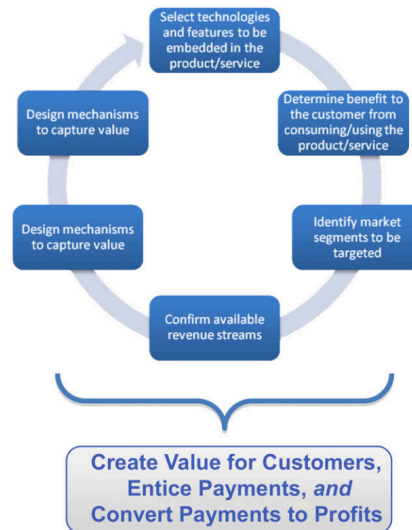 Select technologies
and features to be
embedded in the
product/service
Determine benefit to
the customer from
consuming/using the
product/service
Identify market
segments to be
targeted
Confirm available
revenue streams
Design mechanisms
to capture value
Design mechanisms
to capture value
Create Value for Customers,
Entice Payments, and
Convert Payments to Profits